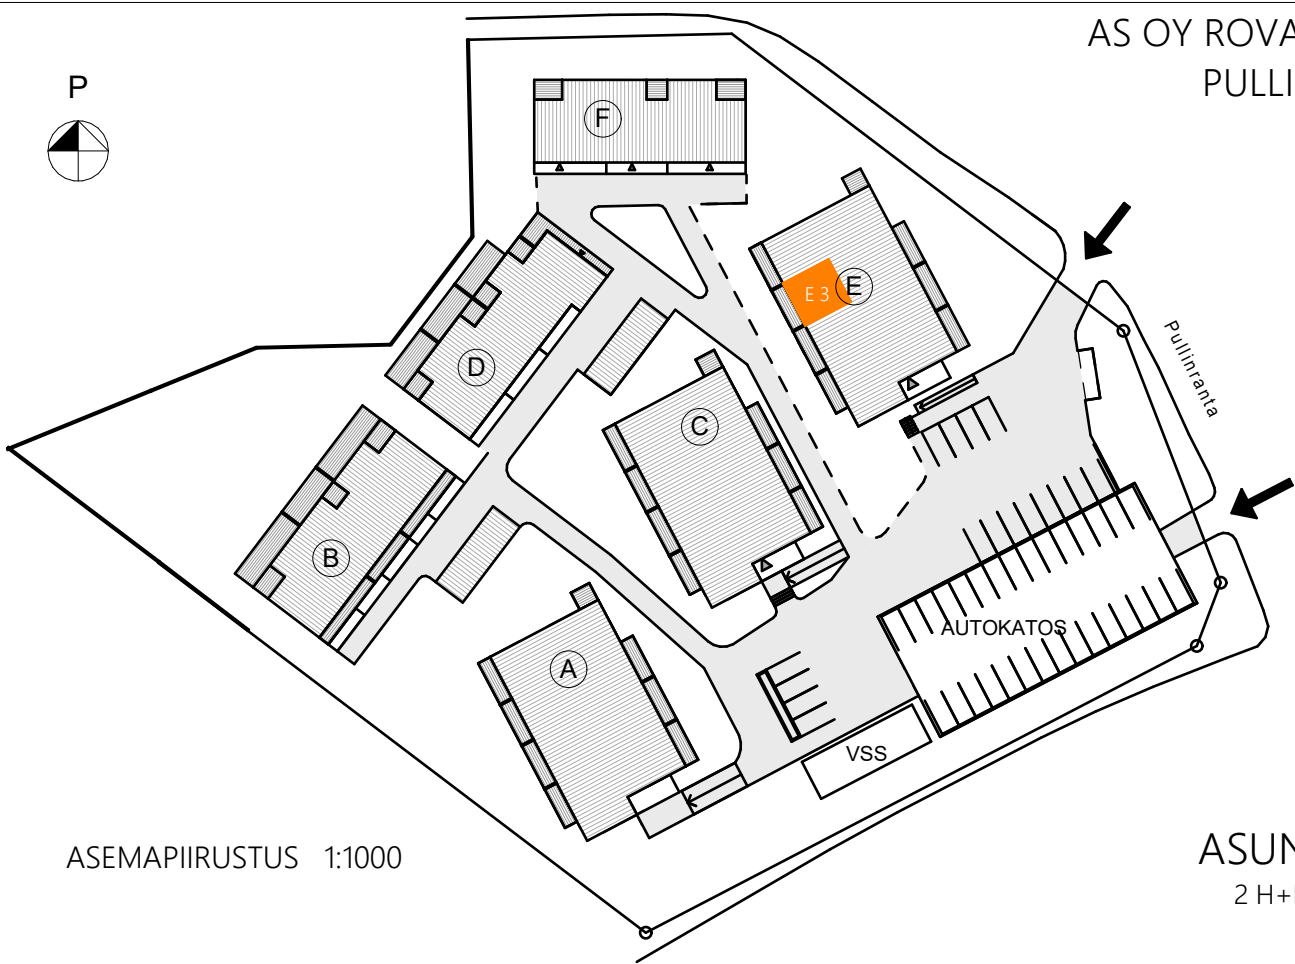 AS OY ROVA
PULLI
P
F
E
E 3
D
Pullinranta
C
B
AUTOKATOS
A
VSS
ASEMAPIIRUSTUS 1:1000
ASUN
2 H+